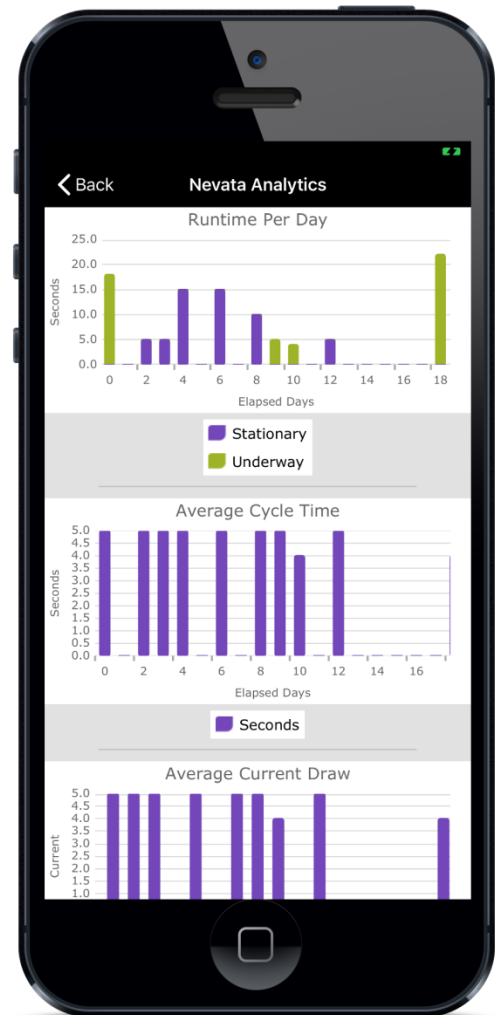 Back
Nevata Analytics
Runtime Per Day
25.0
20.0
15.0
10.0
5.0
0.0
Seconds
0 2 4 6 8 10 12 14 16 18
Elapsed Days
Stationary
Underway
Average Cycle Time
5.0
4.5
4.0
3.5
3.0
2.5
2.0
1.5
1.0
0.5
0.0
Seconds
0 2 4 6 8 10 12 14 16
Elapsed Days
Seconds
Average Current Draw
5.0
4.5
4.0
3.5
3.0
2.5
2.0
1.5
1.0
Current